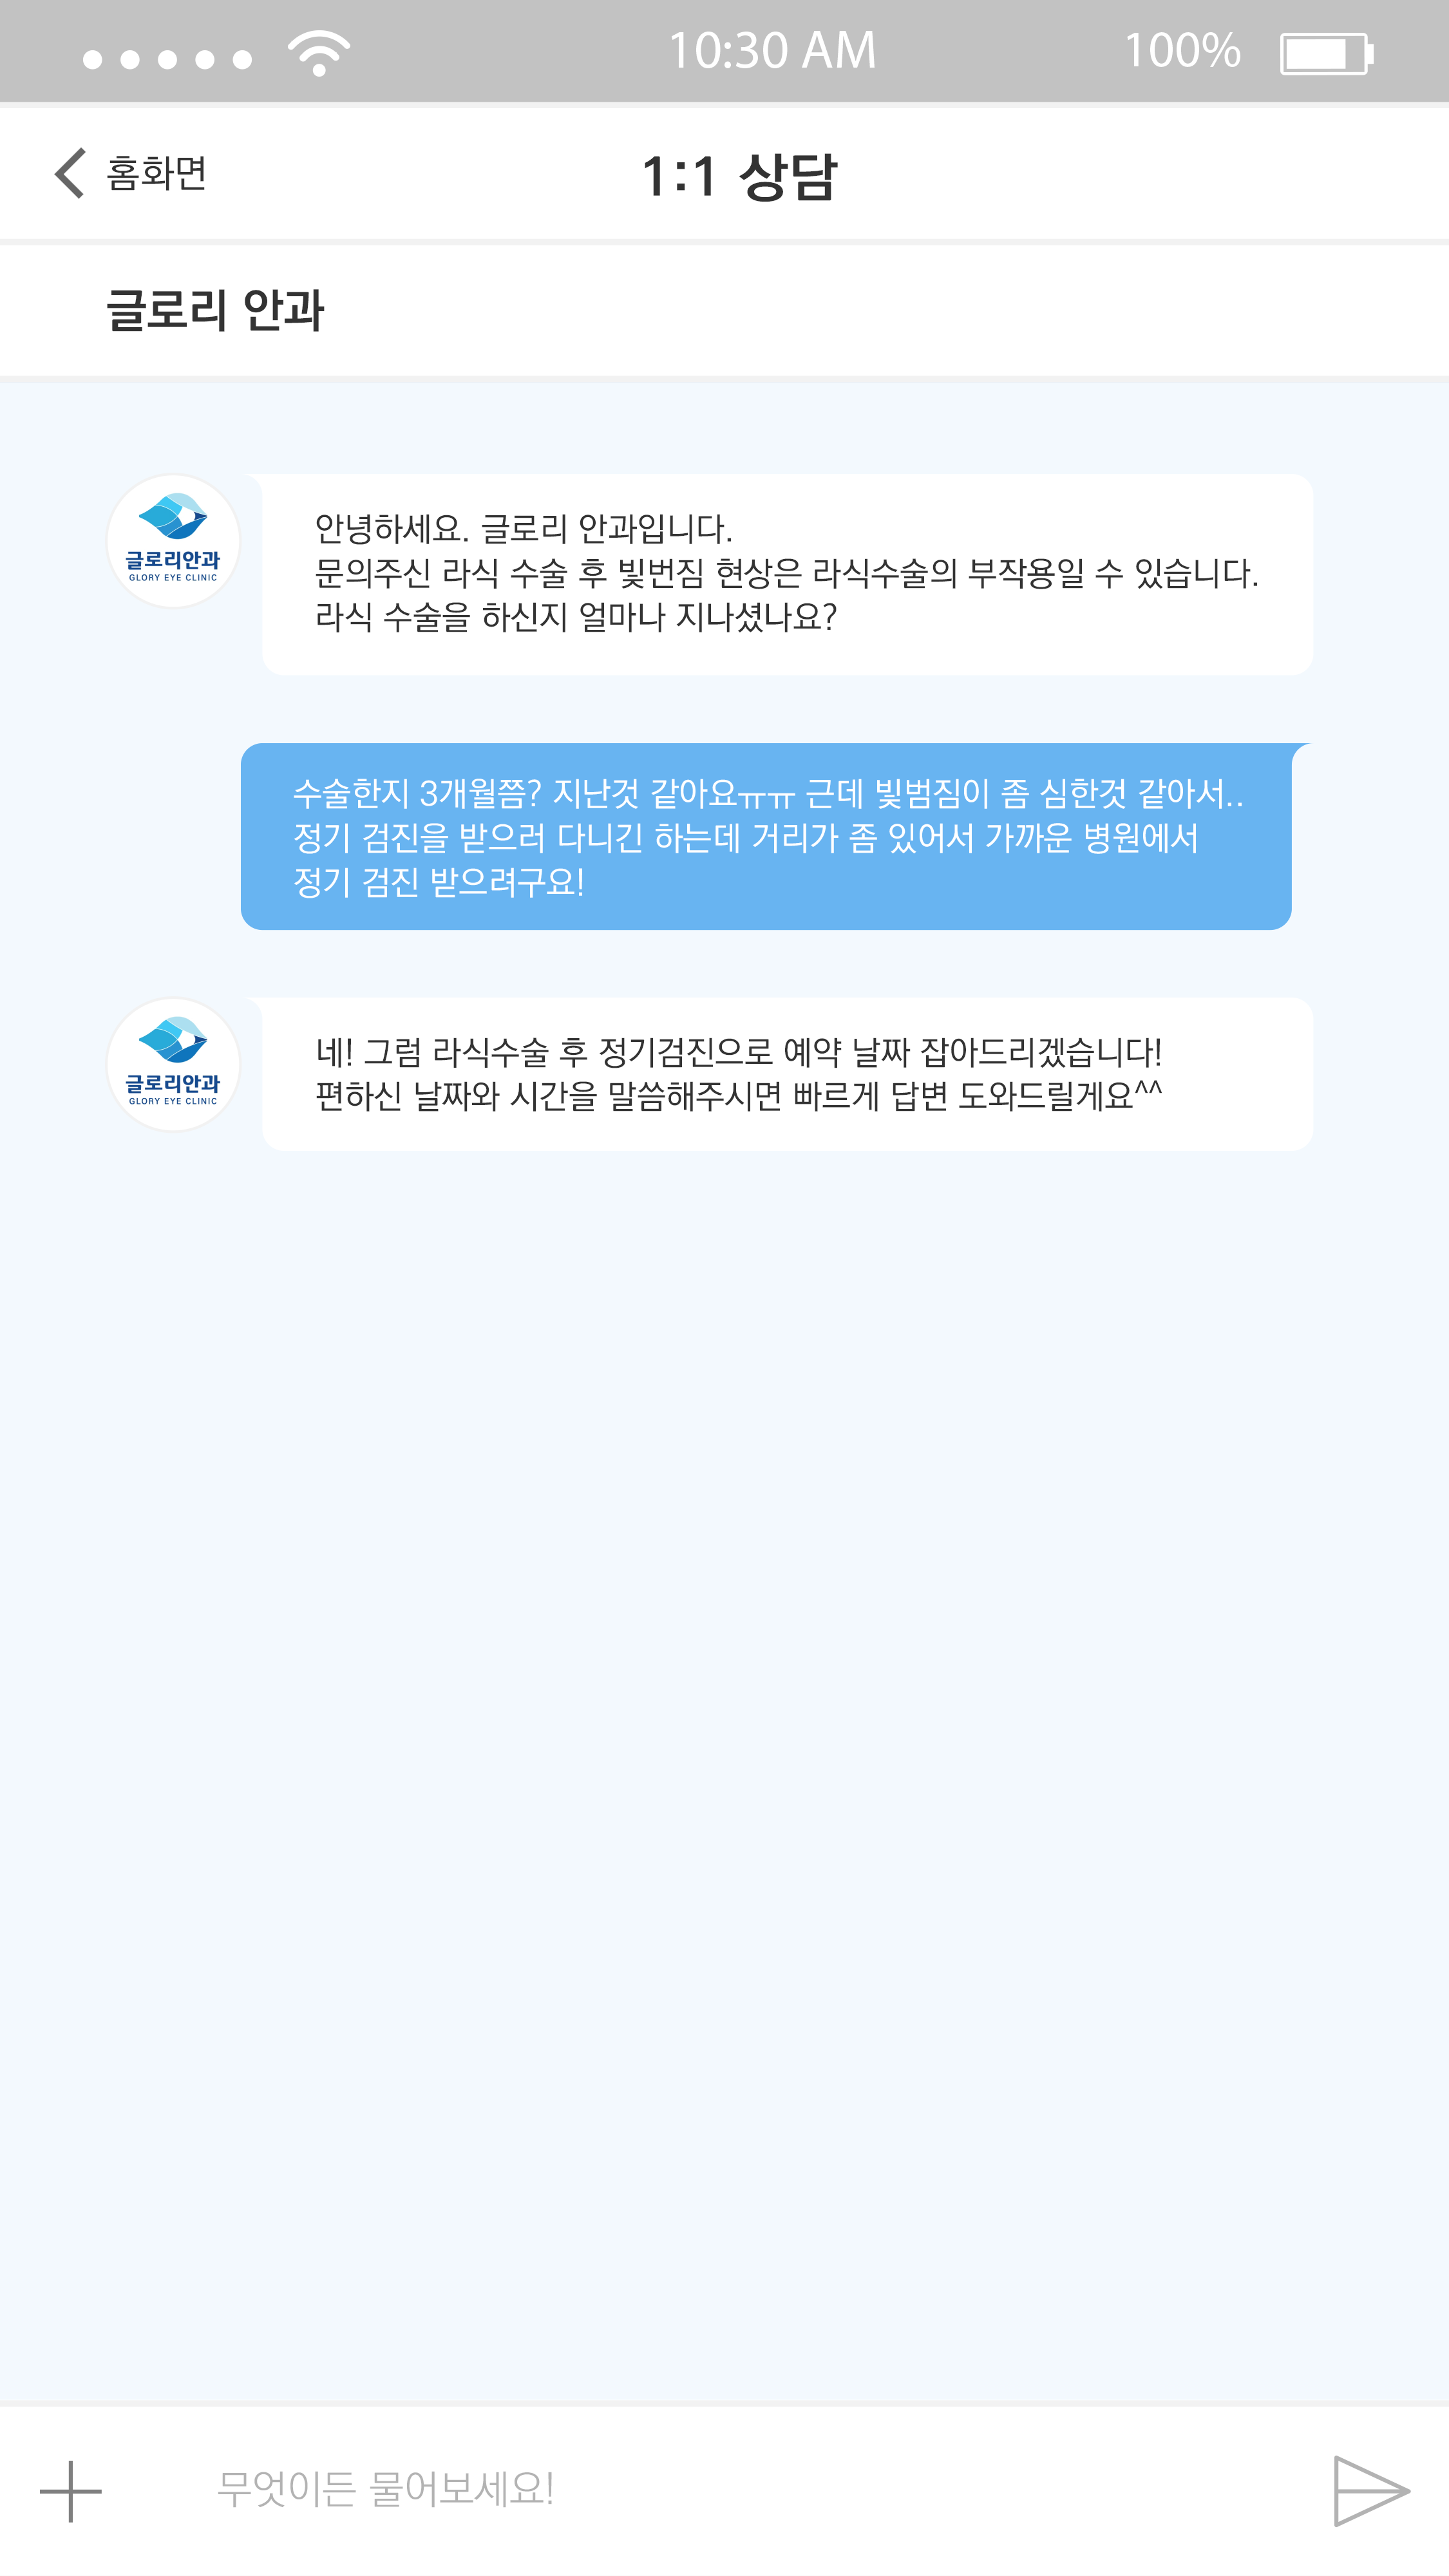 10:30 AM
100%
홈화면
1:1 상담
글로리 안과
안녕하세요. 글로리 안과입니다.
글로리안과
GLORY EYE CLINIC
문의주신 라식 수술 후 빛번짐 현상은 라식수술의 부작용일 수 있습니다.
라식 수술을 하신지 얼마나 지나셨나요?
수술한지 3개월쯤? 지난것 같아요ㅠㅠ 근데 빛범짐이 좀 심한것 같아서..
정기 검진을 받으러 다니긴 하는데 거리가 좀 있어서 가까운 병원에서
정기 검진 받으려구요!
글로리안과
GLORY EYE CLINIC
네! 그럼 라식수술 후 정기검진으로 예약 날짜 잡아드리겠습니다!
편하신 날짜와 시간을 말씀해주시면 빠르게 답변 도와드릴게요^^
무엇이든 물어보세요!